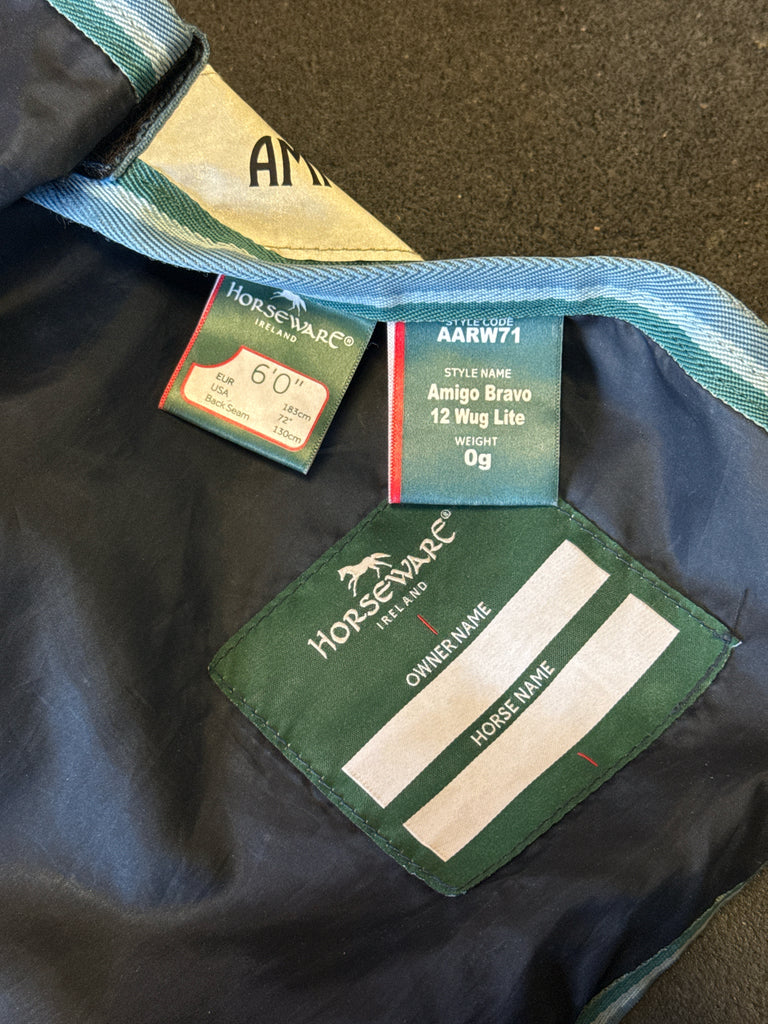 AM
HORSEWARE®
IRELAND
6'0"
EUR 183cm
USA 72"
Back Seam 130cm
STYLE CODE
AARW71
STYLE NAME
Amigo Bravo
12 Wug Lite
WEIGHT
0g
HORSEWARE®
IRELAND
OWNER NAME
HORSE NAME